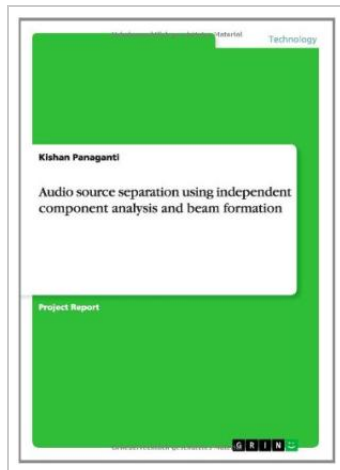 Technology
Kishan Panaganti
Audio source separation using independent
component analysis and beam formation
Project Report
GRIN